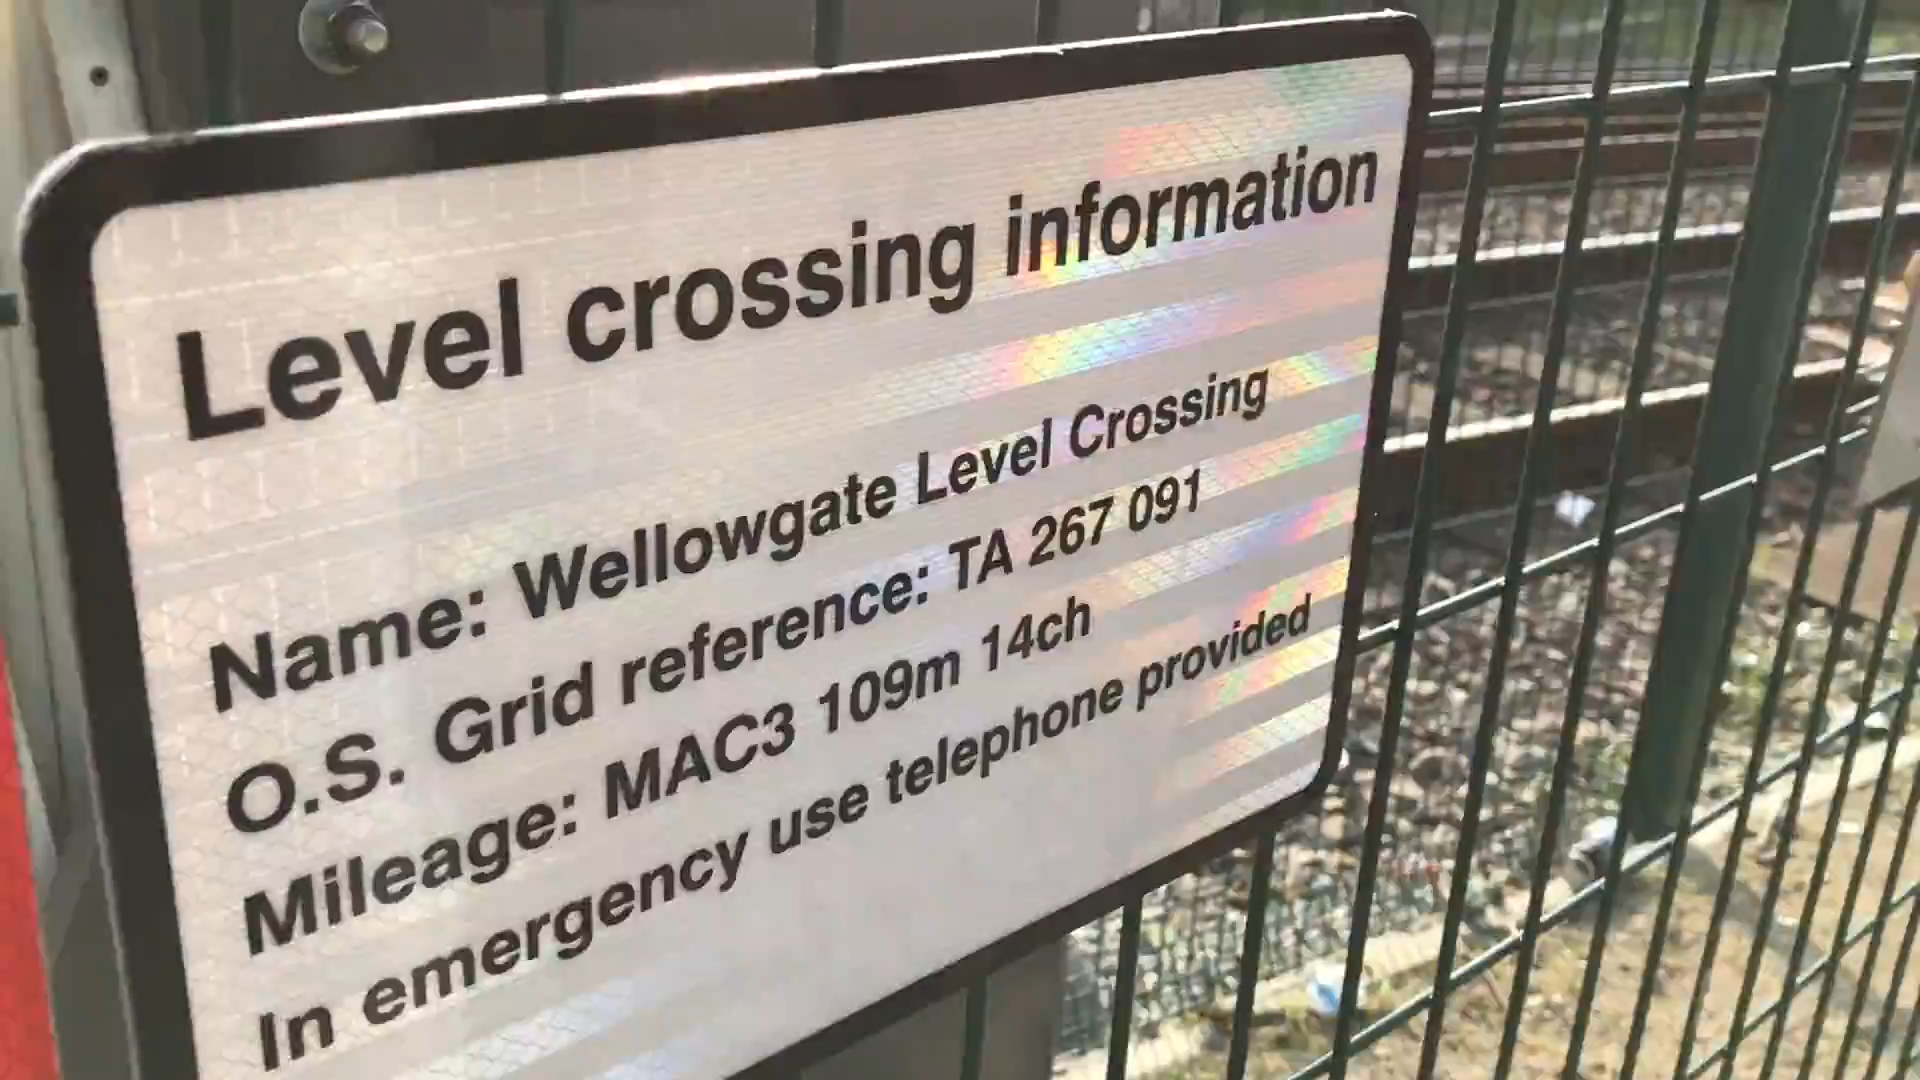 Level crossing information
Name: Wellowgate Level Crossing
O.S. Grid reference: TA 267 091
Mileage: MAC3 109m 14ch
In emergency use telephone provided